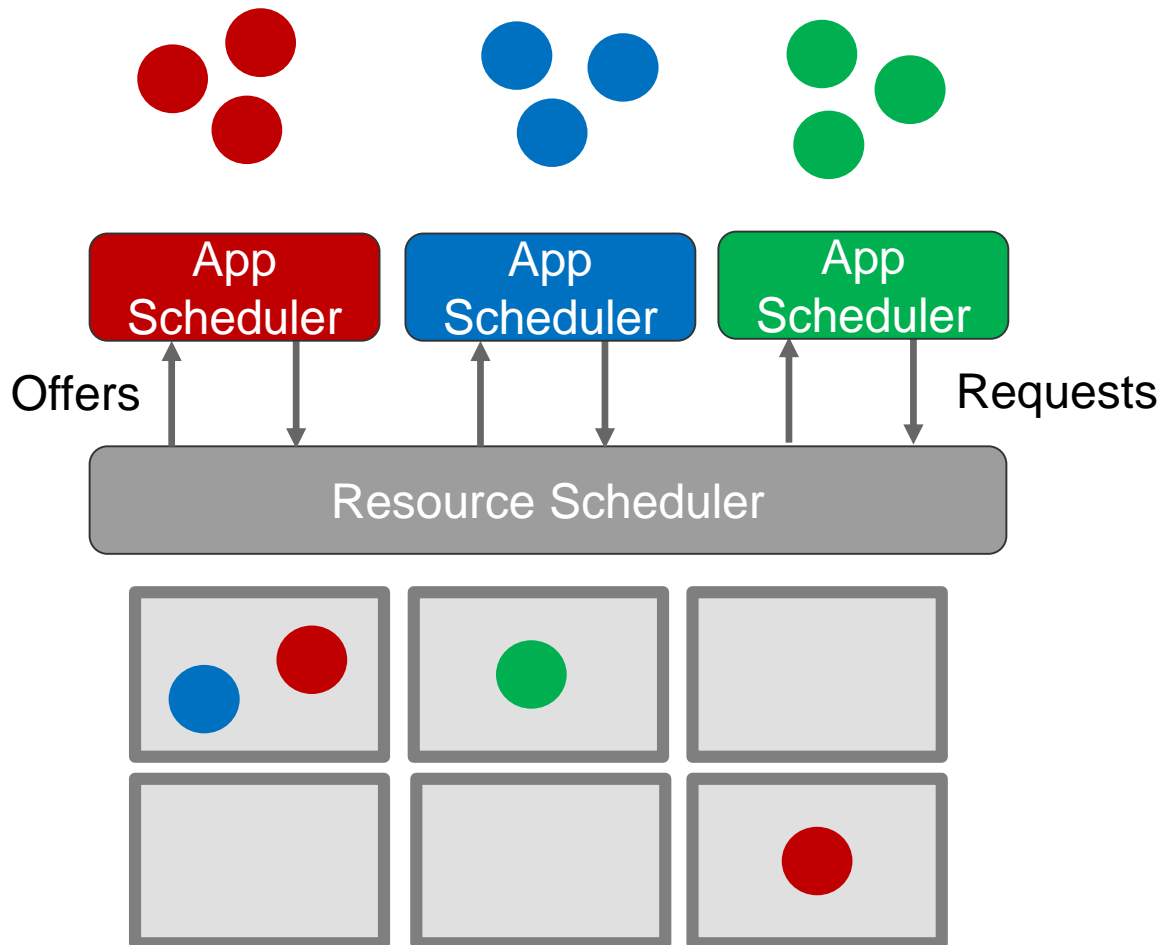 App
Scheduler
App
Scheduler
App
Scheduler
Offers
Requests
Resource Scheduler